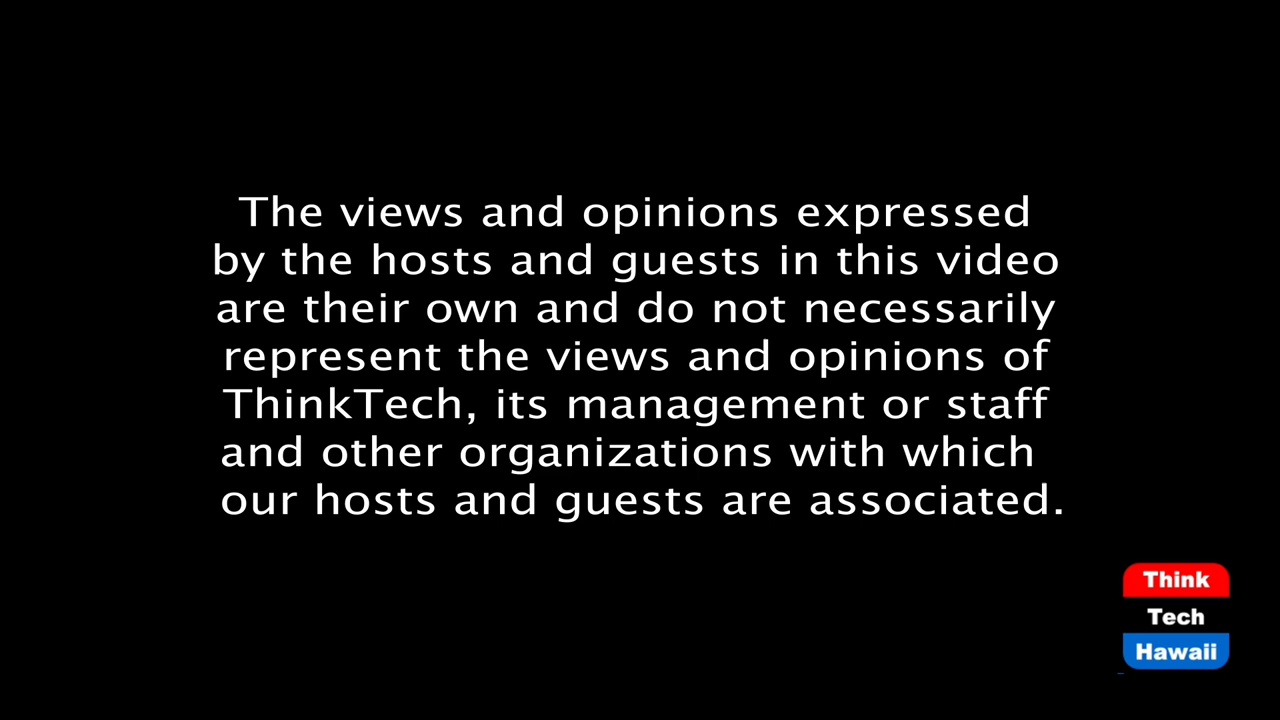 The views and opinions expressed
by the hosts and guests in this video
are their own and do not necessarily
represent the views and opinions of
ThinkTech, its management or staff
and other organizations with which
our hosts and guests are associated.
Think
Tech
Hawaii